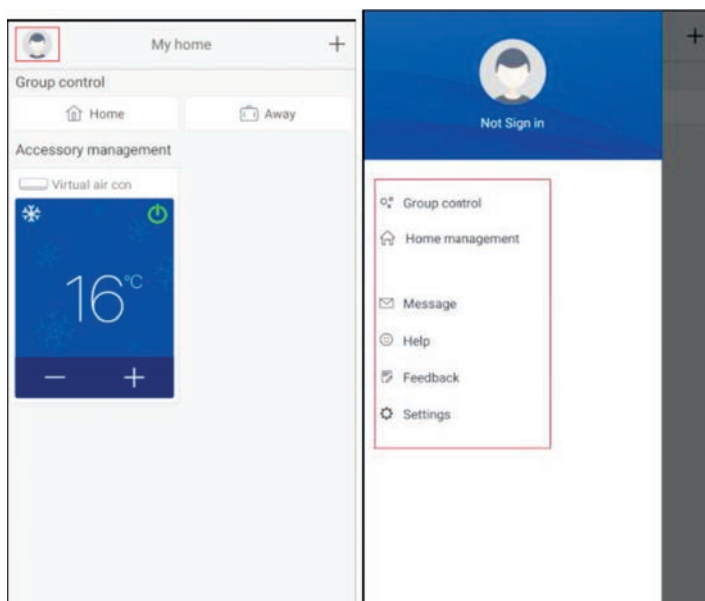 My home
+
Group control
Home
Away
Accessory management
Virtual air con
16°C
— +
Not Sign in
Group control
Home management
Message
Help
Feedback
Settings
+